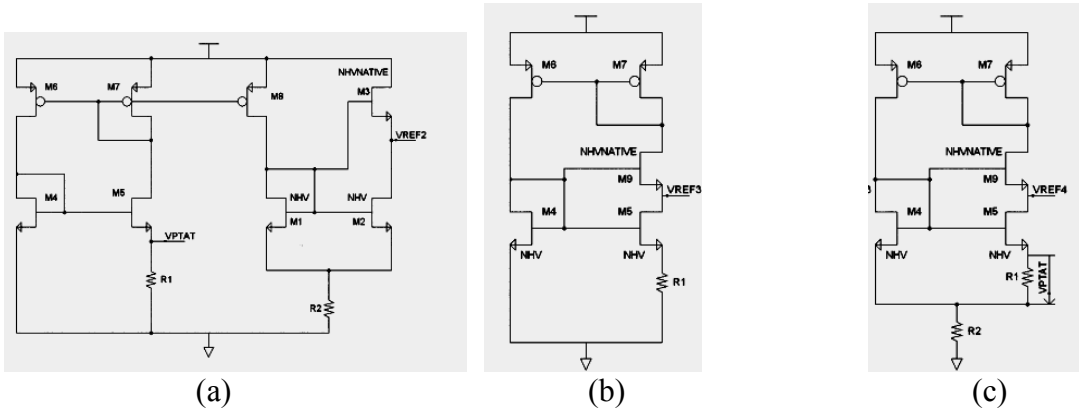 M6
M7
M8
NHVNATIVE
M3
VREF2
M4
M5
NHV
M1
NHV
M2
VPTAT
R1
R2
(a)
M6
M7
NHVNATIVE
M9
VREF3
M4
M5
NHV
NHV
R1
(b)
M6
M7
NHVNATIVE
M9
VREF4
M4
M5
NHV
NHV
R1
VPTAT
R2
(c)